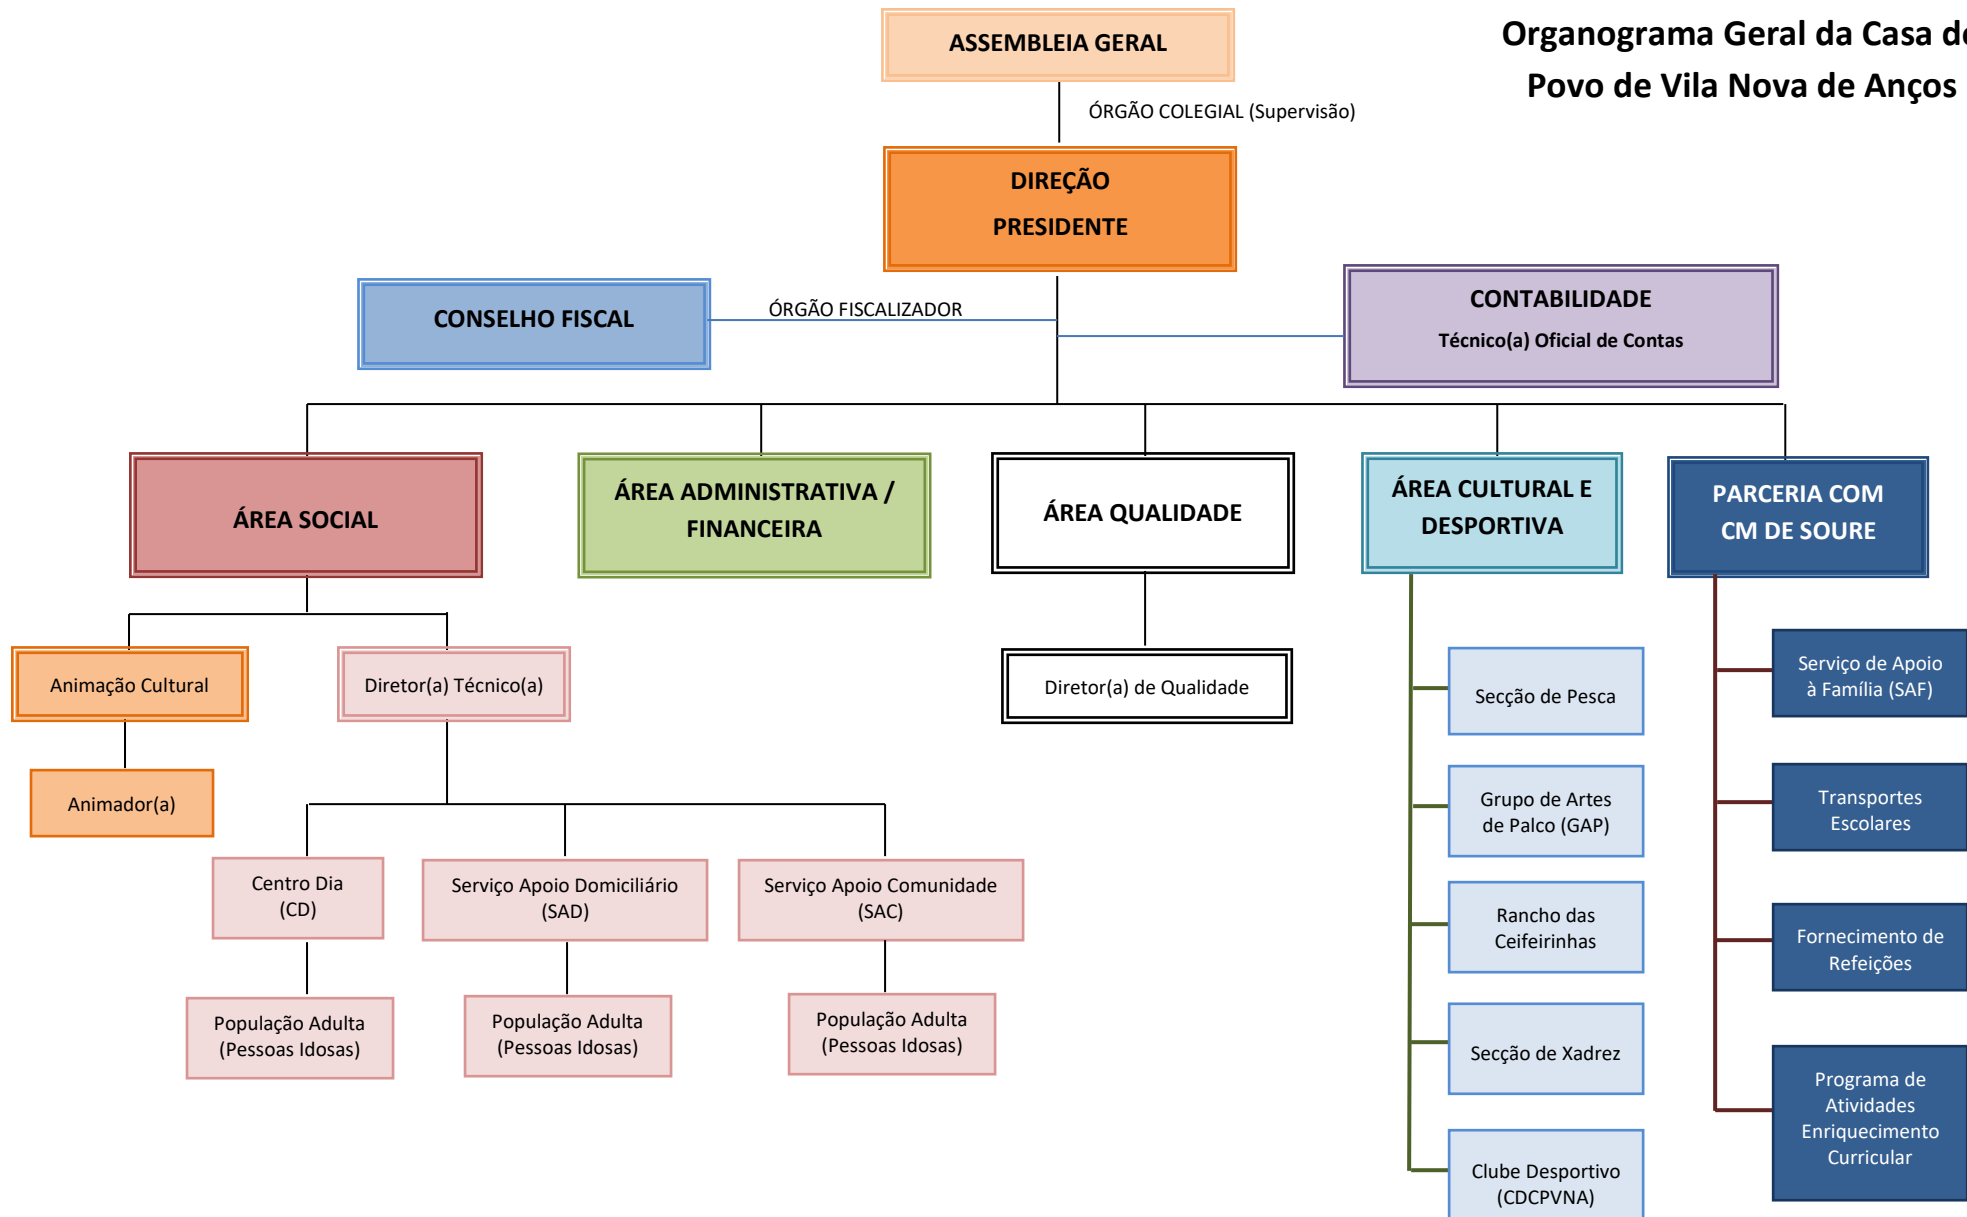 Organograma Geral da Casa do
Povo de Vila Nova de Anços
ASSEMBLEIA GERAL
ÓRGÃO COLEGIAL (Supervisão)
DIREÇÃO
PRESIDENTE
CONSELHO FISCAL
ÓRGÃO FISCALIZADOR
CONTABILIDADE
Técnico(a) Oficial de Contas
ÁREA SOCIAL
ÁREA ADMINISTRATIVA /
FINANCEIRA
ÁREA QUALIDADE
ÁREA CULTURAL E
DESPORTIVA
PARCERIA COM
CM DE SOURE
Animação Cultural
Diretor(a) Técnico(a)
Diretor(a) de Qualidade
Animador(a)
Centro Dia
(CD)
Serviço Apoio Domiciliário
(SAD)
Serviço Apoio Comunidade
(SAC)
População Adulta
(Pessoas Idosas)
População Adulta
(Pessoas Idosas)
População Adulta
(Pessoas Idosas)
Secção de Pesca
Grupo de Artes
de Palco (GAP)
Rancho das
Ceifeirinhas
Secção de Xadrez
Clube Desportivo
(CDCPVNA)
Serviço de Apoio
à Família (SAF)
Transportes
Escolares
Fornecimento de
Refeições
Programa de
Atividades
Enriquecimento
Curricular